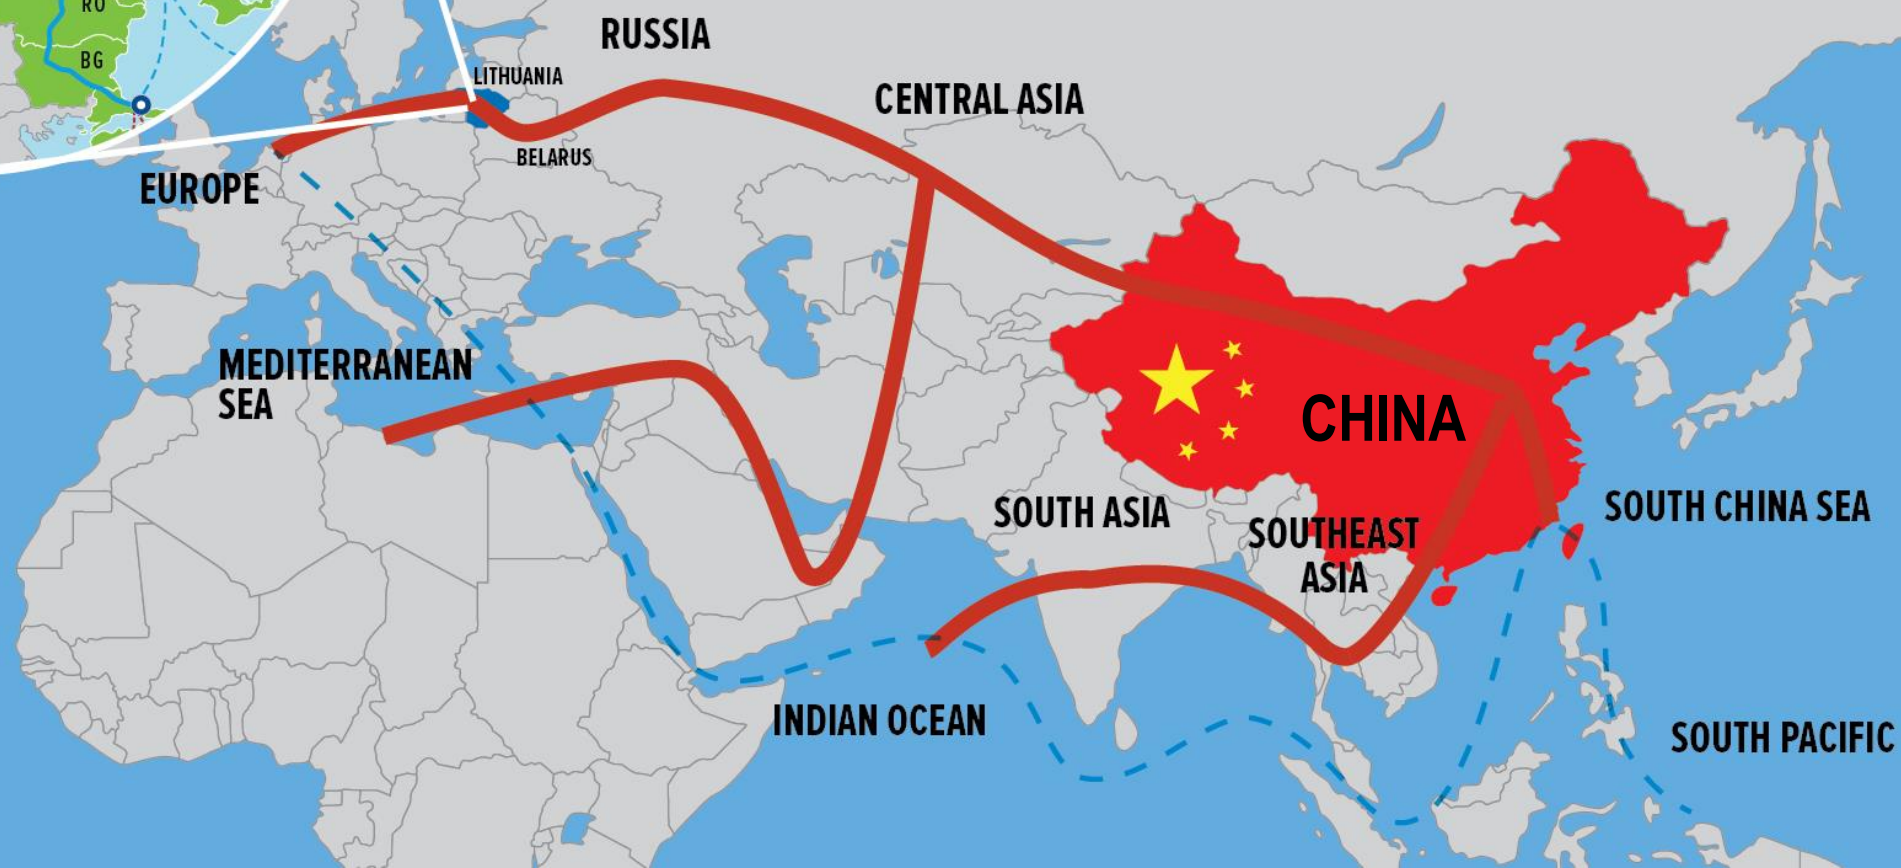 RO
BG
RUSSIA
LITHUANIA
CENTRAL ASIA
BELARUS
EUROPE
MEDITERRANEAN
SEA
CHINA
SOUTH ASIA
SOUTHEAST
ASIA
SOUTH CHINA SEA
INDIAN OCEAN
SOUTH PACIFIC